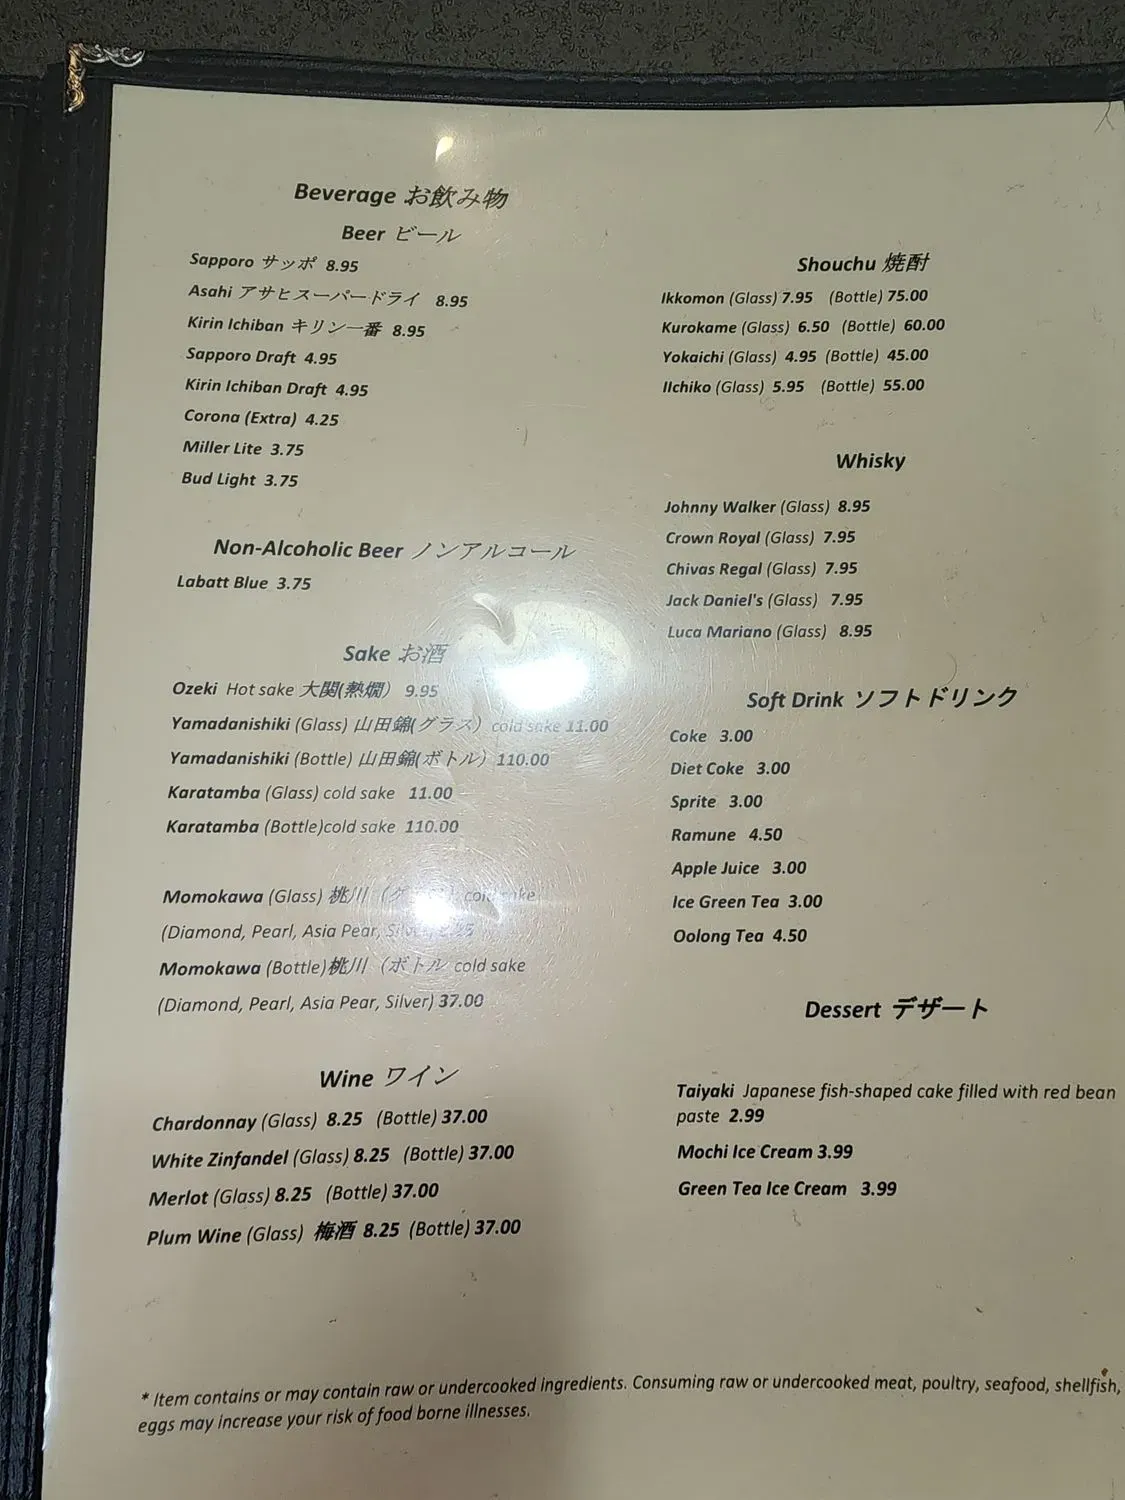 Beverage お飲み物
Beer ビール
Sapporo サッポ 8.95
Asahi アサヒスーパードライ 8.95
Kirin Ichiban キリン一番 8.95
Sapporo Draft 4.95
Kirin Ichiban Draft 4.95
Corona (Extra) 4.25
Miller Lite 3.75
Bud Light 3.75
Non-Alcoholic Beer ノンアルコール
Labatt Blue 3.75
Sake お酒
Ozeki Hot sake 大関(熱燗） 9.95
Yamadanishiki (Glass) 山田錦(グラス） cold sake 11.00
Yamadanishiki (Bottle) 山田錦(ボトル） 110.00
Karatamba (Glass) cold sake 11.00
Karatamba (Bottle)cold sake 110.00
Momokawa (Glass) 桃川 cold sake
(Diamond, Pearl, Asia Pear,
Momokawa (Bottle)桃川（ボトル cold sake
(Diamond, Pearl, Asia Pear, Silver) 37.00
Wine ワイン
Chardonnay (Glass) 8.25 (Bottle) 37.00
White Zinfandel (Glass) 8.25 (Bottle) 37.00
Merlot (Glass) 8.25 (Bottle) 37.00
Plum Wine (Glass) 梅酒 8.25 (Bottle) 37.00
Shouchu 焼酎
Ikkomon (Glass) 7.95 (Bottle) 75.00
Kurokame (Glass) 6.50 (Bottle) 60.00
Yokaichi (Glass) 4.95 (Bottle) 45.00
IIchiko (Glass) 5.95 (Bottle) 55.00
Whisky
Johnny Walker (Glass) 8.95
Crown Royal (Glass) 7.95
Chivas Regal (Glass) 7.95
Jack Daniel's (Glass) 7.95
Luca Mariano (Glass) 8.95
Soft Drink ソフトドリンク
Coke 3.00
Diet Coke 3.00
Sprite 3.00
Ramune 4.50
Apple Juice 3.00
Ice Green Tea 3.00
Oolong Tea 4.50
Dessert デザート
Taiyaki Japanese fish-shaped cake filled with red bean
paste 2.99
Mochi Ice Cream 3.99
Green Tea Ice Cream 3.99
* Item contains or may contain raw or undercooked ingredients. Consuming raw or undercooked meat, poultry, seafood, shellfish,
eggs may increase your risk of food borne illnesses.